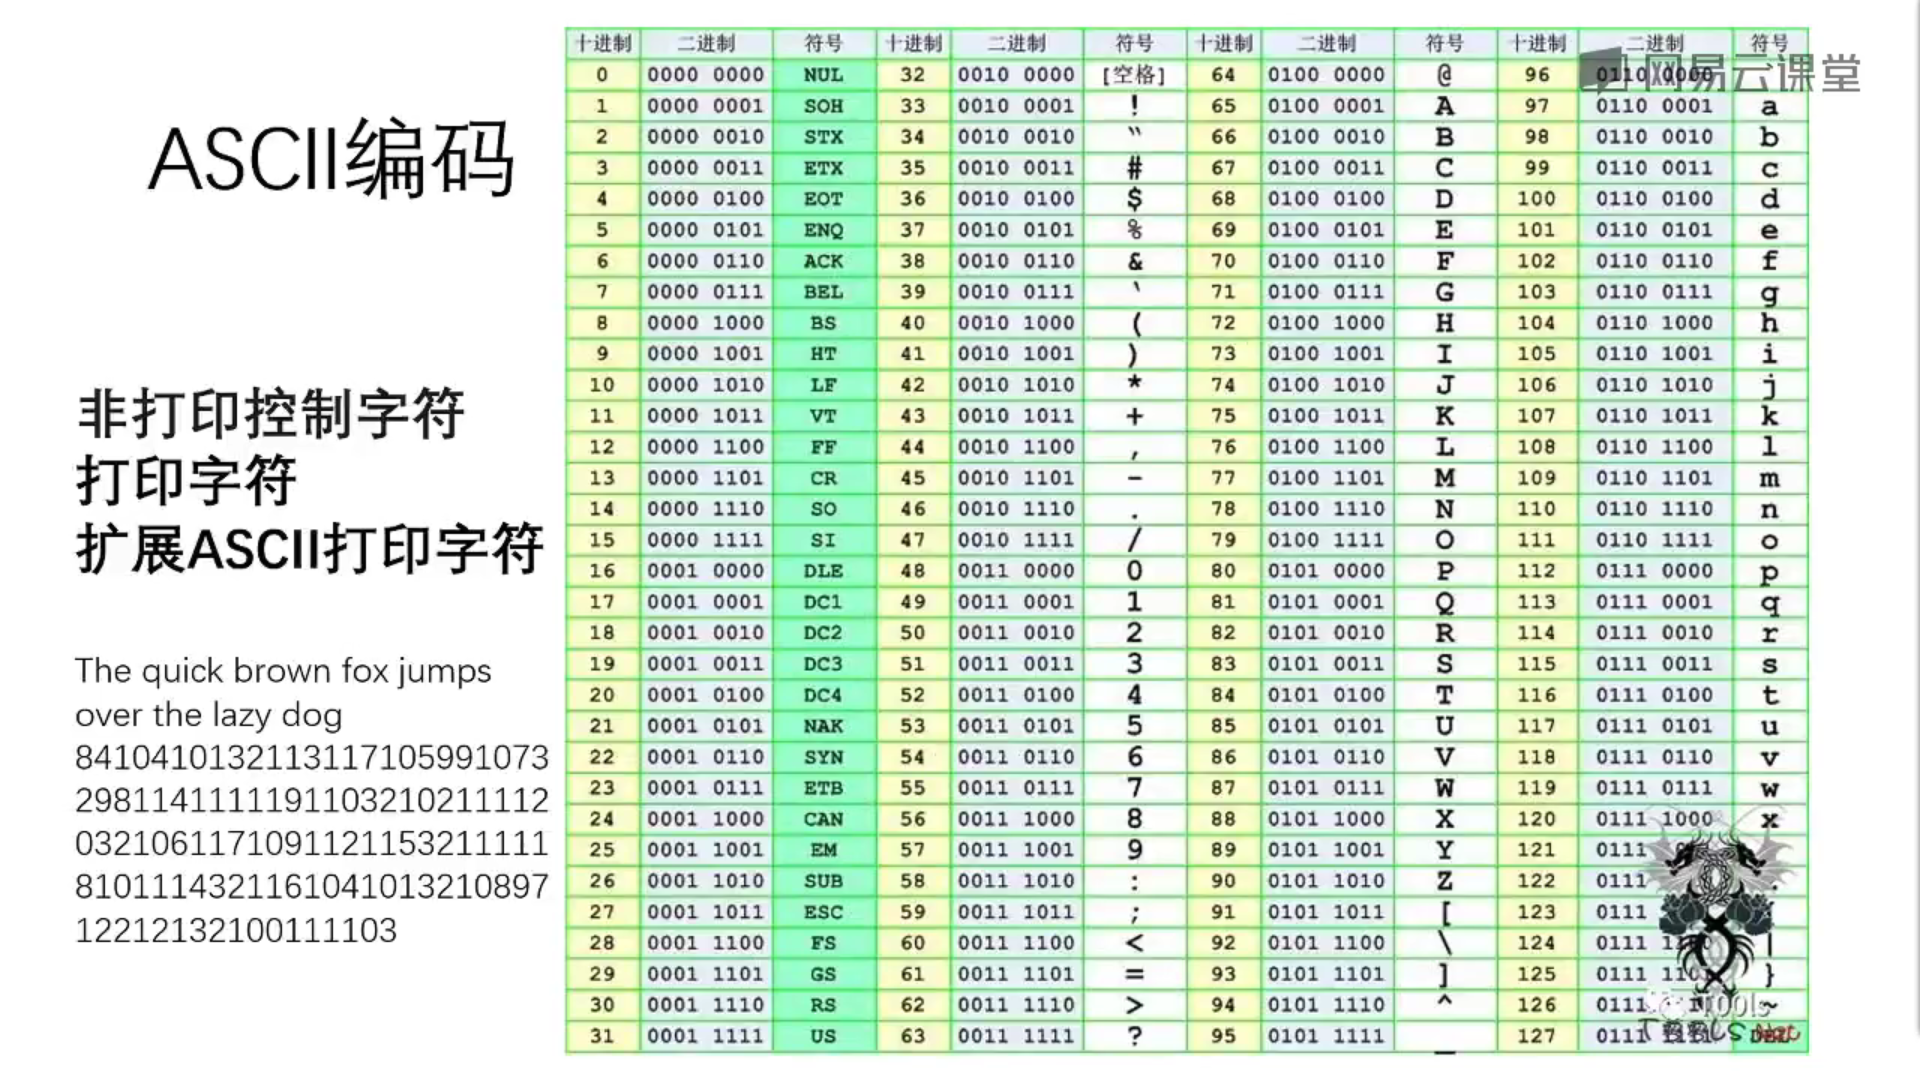 ASCII编码
非打印控制字符
打印字符
扩展ASCII打印字符
The quick brown fox jumps
over the lazy dog
8410410132113117105991073
2981141111191103210211112
0321061171091121153211111
8101114321161041013210897
12212132100111103
十进制 二进制 符号 十进制 二进制 符号 十进制 二进制 符号 十进制 二进制 符号
0 0000 0000 NUL 32 0010 0000 [空格] 64 0100 0000 @ 96 0110 0000
1 0000 0001 SOH 33 0010 0001 ! 65 0100 0001 A 97 0110 0001 a
2 0000 0010 STX 34 0010 0010 " 66 0100 0010 B 98 0110 0010 b
3 0000 0011 ETX 35 0010 0011 # 67 0100 0011 C 99 0110 0011 c
4 0000 0100 EOT 36 0010 0100 $ 68 0100 0100 D 100 0110 0100 d
5 0000 0101 ENQ 37 0010 0101 % 69 0100 0101 E 101 0110 0101 e
6 0000 0110 ACK 38 0010 0110 & 70 0100 0110 F 102 0110 0110 f
7 0000 0111 BEL 39 0010 0111 ' 71 0100 0111 G 103 0110 0111 g
8 0000 1000 BS 40 0010 1000 ( 72 0100 1000 H 104 0110 1000 h
9 0000 1001 HT 41 0010 1001 ) 73 0100 1001 I 105 0110 1001 i
10 0000 1010 LF 42 0010 1010 * 74 0100 1010 J 106 0110 1010 j
11 0000 1011 VT 43 0010 1011 + 75 0100 1011 K 107 0110 1011 k
12 0000 1100 FF 44 0010 1100 , 76 0100 1100 L 108 0110 1100 l
13 0000 1101 CR 45 0010 1101 - 77 0100 1101 M 109 0110 1101 m
14 0000 1110 SO 46 0010 1110 . 78 0100 1110 N 110 0110 1110 n
15 0000 1111 SI 47 0010 1111 / 79 0100 1111 O 111 0110 1111 o
16 0001 0000 DLE 48 0011 0000 0 80 0101 0000 P 112 0111 0000 p
17 0001 0001 DC1 49 0011 0001 1 81 0101 0001 Q 113 0111 0001 q
18 0001 0010 DC2 50 0011 0010 2 82 0101 0010 R 114 0111 0010 r
19 0001 0011 DC3 51 0011 0011 3 83 0101 0011 S 115 0111 0011 s
20 0001 0100 DC4 52 0011 0100 4 84 0101 0100 T 116 0111 0100 t
21 0001 0101 NAK 53 0011 0101 5 85 0101 0101 U 117 0111 0101 u
22 0001 0110 SYN 54 0011 0110 6 86 0101 0110 V 118 0111 0110 v
23 0001 0111 ETB 55 0011 0111 7 87 0101 0111 W 119 0111 0111 w
24 0001 1000 CAN 56 0011 1000 8 88 0101 1000 X 120 0111 1000 x
25 0001 1001 EM 57 0011 1001 9 89 0101 1001 Y 121 0111
26 0001 1010 SUB 58 0011 1010 : 90 0101 1010 Z 122 0111
27 0001 1011 ESC 59 0011 1011 ; 91 0101 1011 [ 123 0111
28 0001 1100 FS 60 0011 1100 < 92 0101 1100 \ 124 0111 |
29 0001 1101 GS 61 0011 1101 = 93 0101 1101 ] 125 0111 1101 }
30 0001 1110 RS 62 0011 1110 > 94 0101 1110 ^ 126 0111 ~
31 0001 1111 US 63 0011 1111 ? 95 0101 1111 _ 127 0111
网易云课堂
iTools